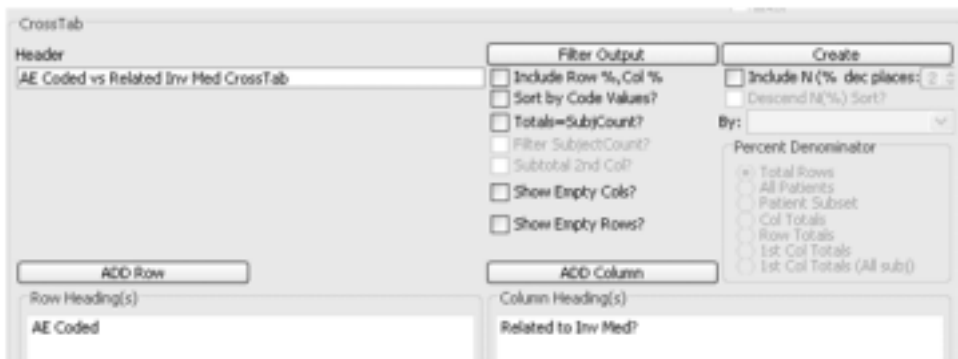 CrossTab
Header
AE Coded vs Related Inv Med CrossTab
Filter Output
Create
Include Row %, Col %
Include N (% dec places: 2
Sort by Code Values?
Descend N(%) Sort?
Totals=SubjCount?
By:
Filter SubjectCount?
Subtotal 2nd Col?
Percent Denominator
Total Rows
All Patients
Patient Subset
Col Totals
Row Totals
1st Col Totals
1st Col Totals (All subj)
Show Empty Cols?
Show Empty Rows?
ADD Row
ADD Column
Row Heading(s)
Column Heading(s)
AE Coded
Related to Inv Med?